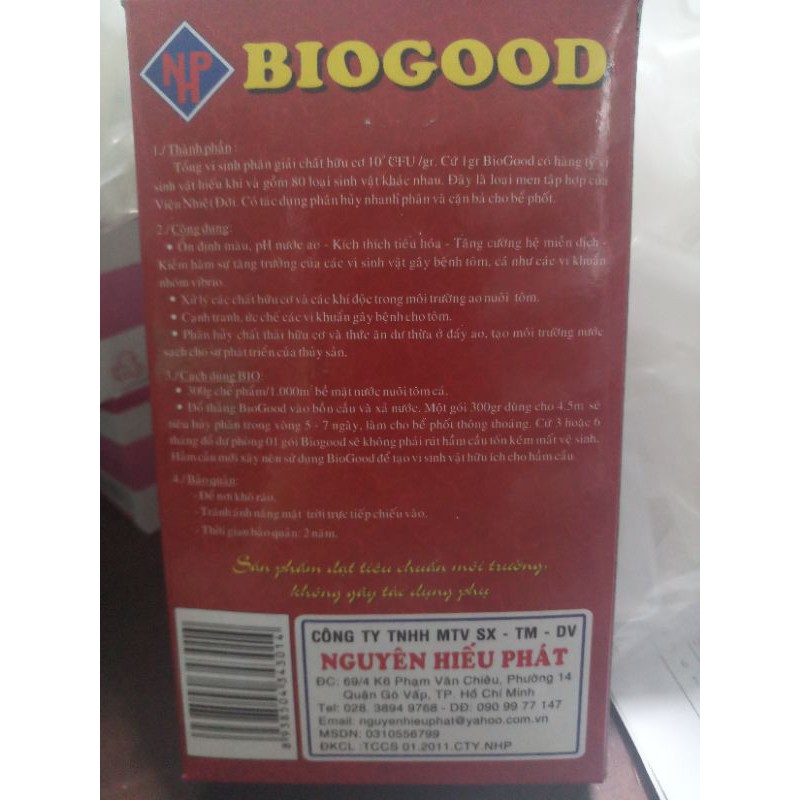 NPH
BIOGOOD
1./ Thành phần :
Tổng vi sinh phân giải chất hữu cơ 10⁷ CFU /gr. Cứ 1gr BioGood có hàng tỷ vi
sinh vật hiếu khí và gồm 80 loại sinh vật khác nhau. Đây là loại men tập hợp của
Viện Nhiệt Đới. Có tác dụng phân hủy nhanh phân và cặn bã cho bể phốt.
2./ Công dụng:
• Ổn định màu, pH nước ao - Kích thích tiêu hóa - Tăng cường hệ miễn dịch -
Kiềm hãm sự tăng trưởng của các vi sinh vật gây bệnh tôm, cá như các vi khuẩn
nhóm vibrio.
• Xử lý các chất hữu cơ và các khí độc trong môi trường ao nuôi tôm.
• Cạnh tranh, ức chế các vi khuẩn gây bệnh cho tôm.
• Phân hủy chất thải hữu cơ và thức ăn dư thừa ở đấy ao, tạo môi trường nước
sạch cho sự phát triển của thủy sản.
3./ Cách dùng BIO:
• 300g chế phẩm/1.000m² bề mặt nước nuôi tôm cá.
• Đổ thẳng BioGood vào bồn cầu và xả nước. Một gói 300gr dùng cho 4.5m³ sẽ
tiêu hủy phân trong vòng 5 - 7 ngày, làm cho bể phốt thông thoáng. Cứ 3 hoặc 6
tháng đổ dự phòng 01 gói Biogood sẽ không phải rút hầm cầu tốn kém mất vệ sinh.
Hầm cầu mới xây nên sử dụng BioGood để tạo vi sinh vật hữu ích cho hầm cầu.
4./ Bảo quản:
- Để nơi khô ráo.
- Tránh ánh nắng mặt trời trực tiếp chiếu vào.
- Thời gian bảo quản: 2 năm.
Sản phẩm đạt tiêu chuẩn môi trường,
không gây tác dụng phụ
8938504343014
CÔNG TY TNHH MTV SX - TM - DV
NGUYÊN HIẾU PHÁT
ĐC: 69/4 K6 Phạm Văn Chiêu, Phường 14
Quận Gò Vấp, TP. Hồ Chí Minh
Tel: 028. 3894 9768 - DĐ: 090 99 77 147
Email: nguyenhieuphat@yahoo.com.vn
MSDN: 0310556799
ĐKCL: TCCS 01.2011.CTY NHP